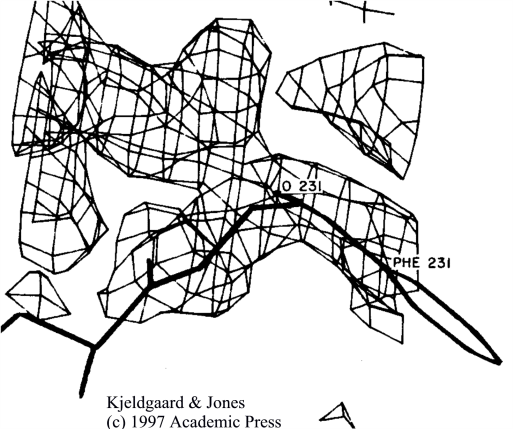 O 231
PHE 231
Kjeldgaard & Jones
(c) 1997 Academic Press